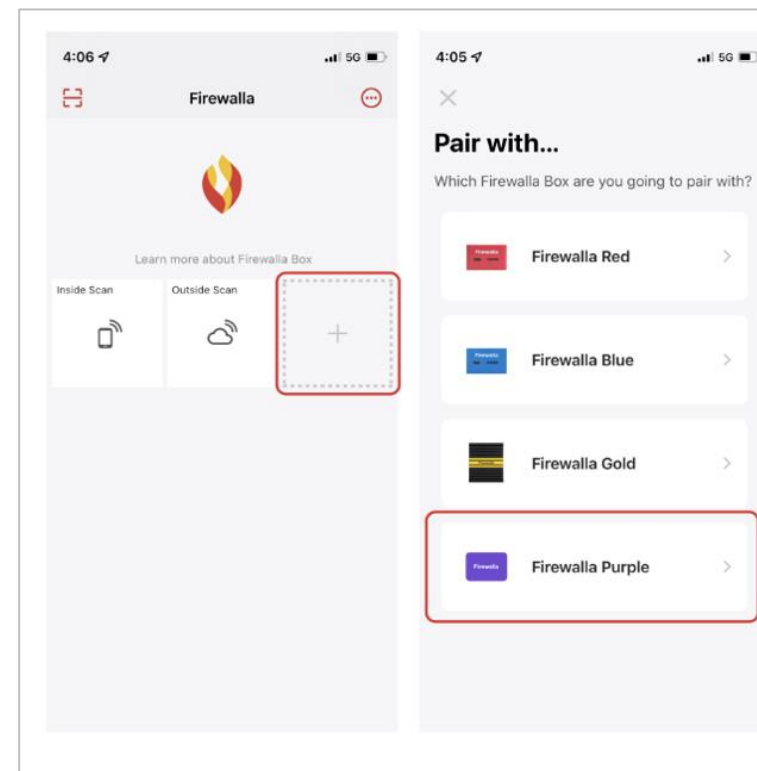 4:06
5G
Firewalla
Learn more about Firewalla Box
Inside Scan
Outside Scan
4:05
5G
Pair with...
Which Firewalla Box are you going to pair with?
Firewalla Red
Firewalla Blue
Firewalla Gold
Firewalla
Firewalla Purple